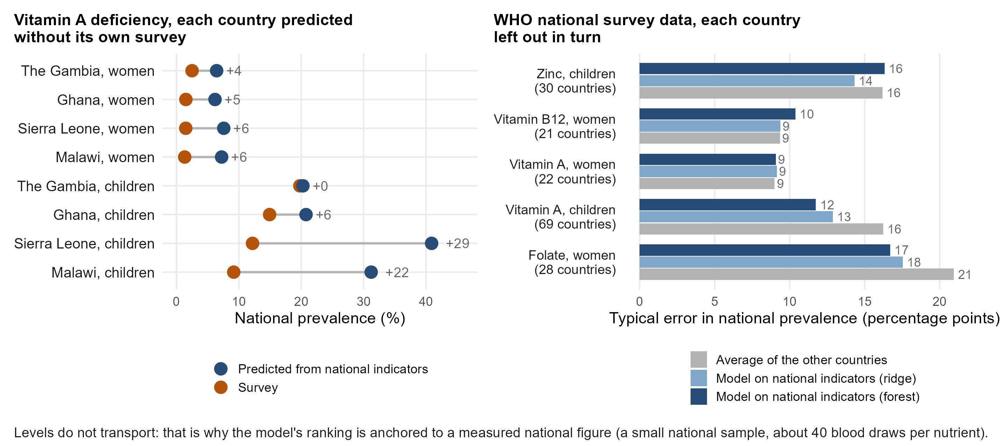 Vitamin A deficiency, each country predicted
without its own survey
The Gambia, women
+4
Ghana, women
+5
Sierra Leone, women
+6
Malawi, women
+6
The Gambia, children
+0
Ghana, children
+6
Sierra Leone, children
+29
Malawi, children
+22
0 10 20 30 40
National prevalence (%)
Predicted from national indicators
Survey
WHO national survey data, each country
left out in turn
Zinc, children
(30 countries)
16
14
16
Vitamin B12, women
(21 countries)
10
9
9
Vitamin A, women
(22 countries)
9
9
9
Vitamin A, children
(69 countries)
12
13
16
Folate, women
(28 countries)
17
18
21
0 5 10 15 20
Typical error in national prevalence (percentage points)
Average of the other countries
Model on national indicators (ridge)
Model on national indicators (forest)
Levels do not transport: that is why the model's ranking is anchored to a measured national figure (a small national sample, about 40 blood draws per nutrient).